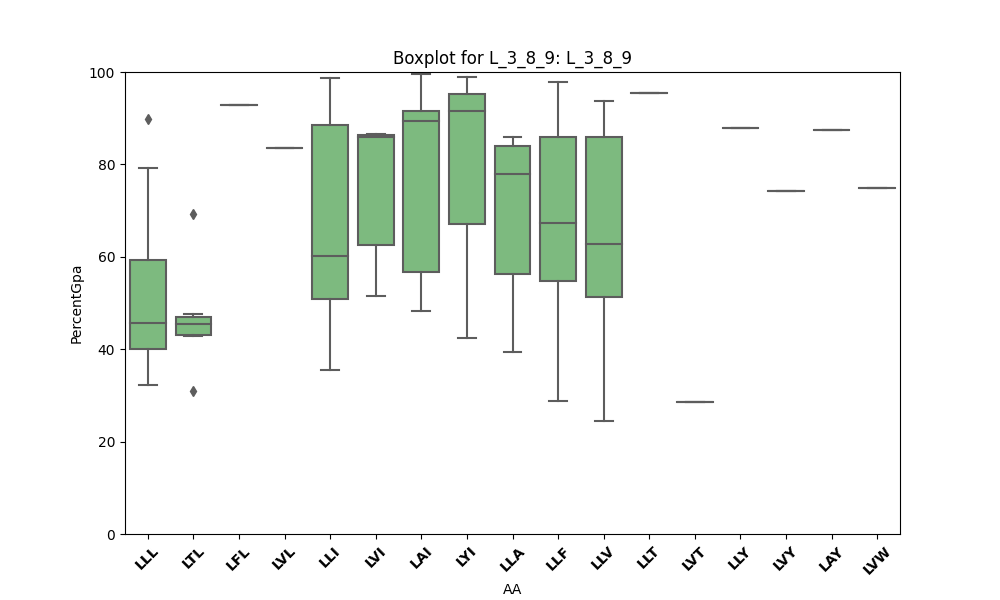 Boxplot for L_3_8_9: L_3_8_9
PercentGpa
100
80
60
40
20
0
LLL LTL LFL LVL LLI LVI LAI LYI LLA LLF LLV LLT LVT LLY LVY LAY LVW
AA